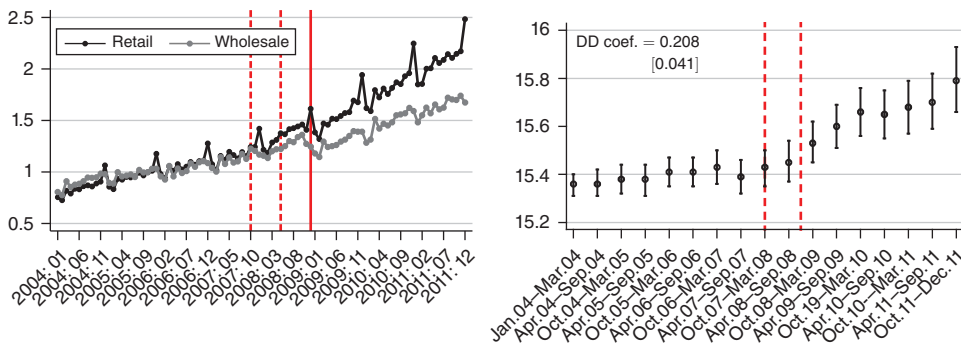 2.5
Retail Wholesale
2
1.5
1
0.5
2004: 01
2004: 06
2004: 11
2005: 04
2005: 09
2006: 02
2006: 07
2006: 12
2007: 05
2007: 10
2008: 03
2008: 08
2009: 01
2009: 06
2009: 11
2010: 04
2010: 09
2011: 02
2011: 07
2011: 12
16
DD coef. = 0.208
[0.041]
15.8
15.6
15.4
15.2
Jan.04–Mar.04
Apr.04–Sep.04
Oct.04–Mar.05
Apr.05–Sep.05
Oct.05–Mar.06
Apr.06–Sep.06
Oct.06–Mar.07
Apr.07–Sep.07
Oct.07–Mar.08
Apr.08–Sep.08
Oct.08–Mar.09
Apr.09–Sep.09
Oct.19–Mar.10
Apr.10–Sep.10
Oct.10–-Mar.11
Apr.11–Sep.11
Oct.11–Dec.11